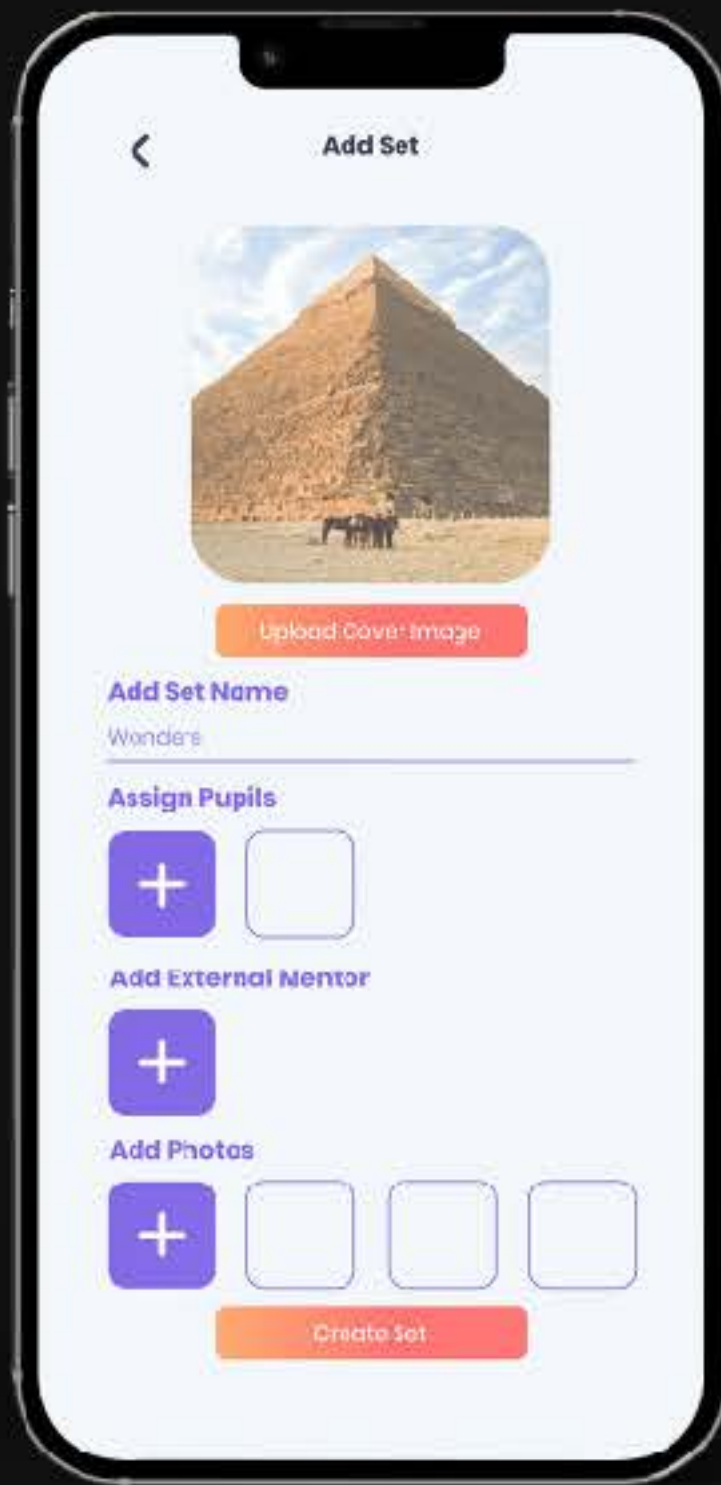 Add Set
Upload Cover Image
Add Set Name
Wonders
Assign Pupils
Add External Mentor
Add Photos
Create Set